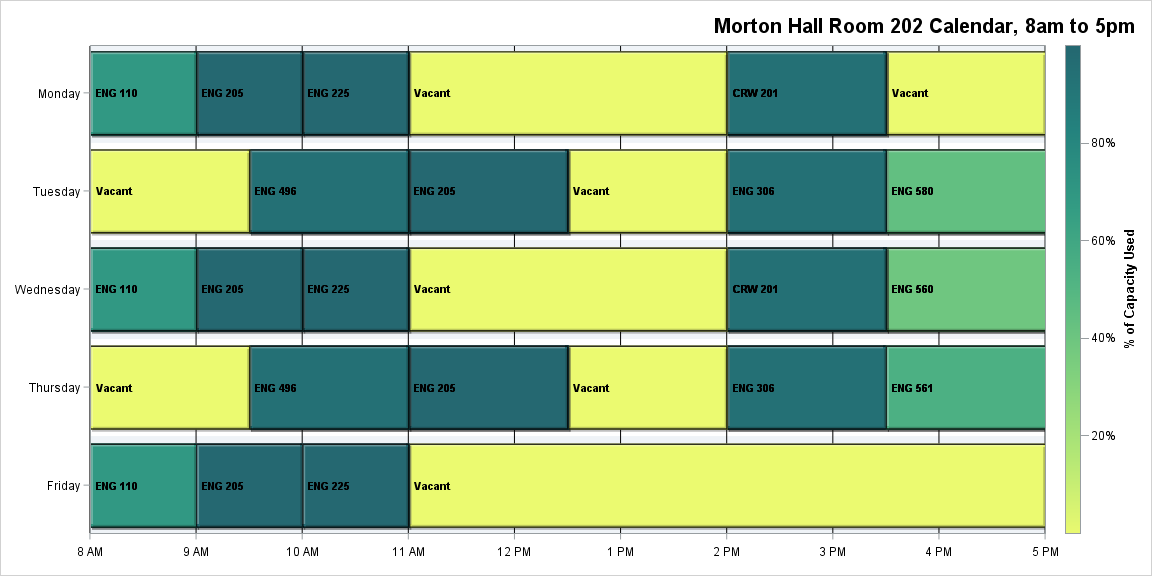 Morton Hall Room 202 Calendar, 8am to 5pm
Monday
ENG 110
ENG 205
ENG 225
Vacant
CRW 201
Vacant
Tuesday
Vacant
ENG 496
ENG 205
Vacant
ENG 306
ENG 580
Wednesday
ENG 110
ENG 205
ENG 225
Vacant
CRW 201
ENG 560
Thursday
Vacant
ENG 496
ENG 205
Vacant
ENG 306
ENG 561
Friday
ENG 110
ENG 205
ENG 225
Vacant
8 AM
9 AM
10 AM
11 AM
12 PM
1 PM
2 PM
3 PM
4 PM
5 PM
80%
60%
40%
20%
% of Capacity Used